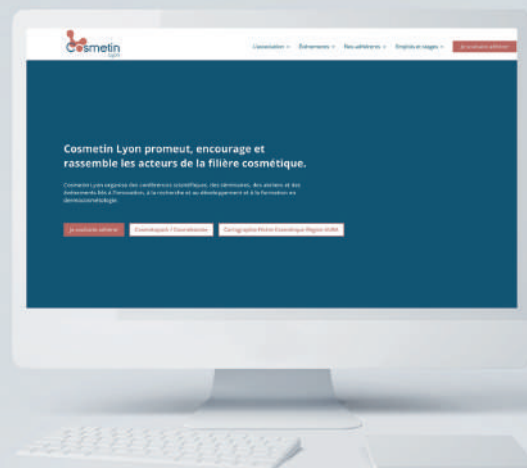 Cosmetin
Lyon
L'association Événements Nos adhérents Emplois et stages Je souhaite adhérer
Cosmetin Lyon promeut, encourage et
rassemble les acteurs de la filière cosmétique.
Cosmetin Lyon organise des conférences scientifiques, des séminaires, des ateliers et des
événements liés à l'innovation, à la recherche et au développement et à la formation en
dermocosmétologie.
Je souhaite adhérer Cartographie Filière Cosmétique Région AURA